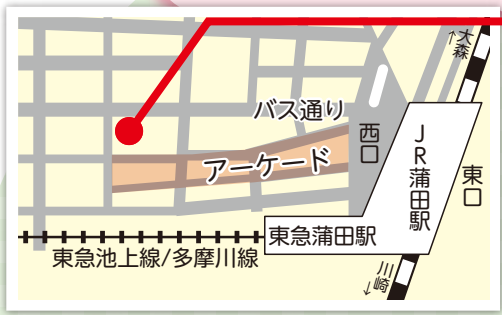 ↑大森
バス通り
西口
アーケード
JR蒲田駅
東口
東急蒲田駅
東急池上線/多摩川線
川崎↓